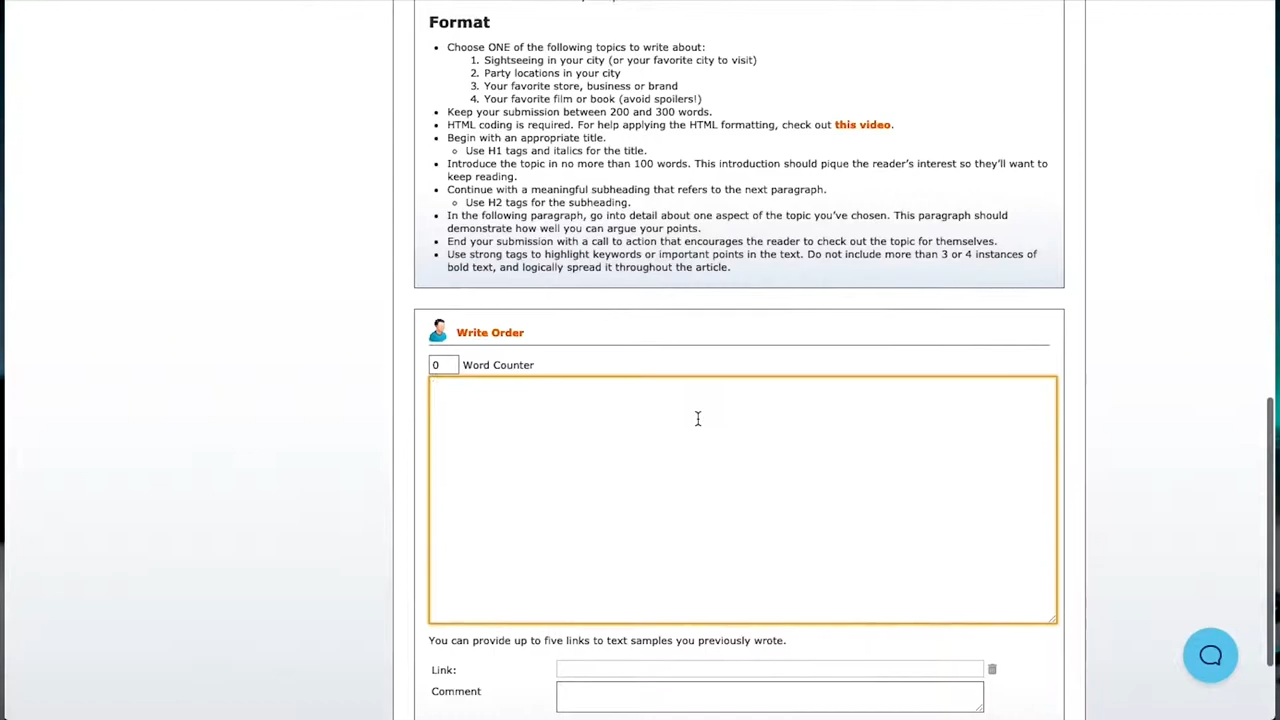 Format
• Choose ONE of the following topics to write about:
1. Sightseeing in your city (or your favorite city to visit)
2. Party locations in your city
3. Your favorite store, business or brand
4. Your favorite film or book (avoid spoilers!)
• Keep your submission between 200 and 300 words.
• HTML coding is required. For help applying the HTML formatting, check out this video.
• Begin with an appropriate title.
◦ Use H1 tags and italics for the title.
• Introduce the topic in no more than 100 words. This introduction should pique the reader's interest so they'll want to
keep reading.
• Continue with a meaningful subheading that refers to the next paragraph.
◦ Use H2 tags for the subheading.
• In the following paragraph, go into detail about one aspect of the topic you've chosen. This paragraph should
demonstrate how well you can argue your points.
• End your submission with a call to action that encourages the reader to check out the topic for themselves.
• Use strong tags to highlight keywords or important points in the text. Do not include more than 3 or 4 instances of
bold text, and logically spread it throughout the article.
Write Order
0 Word Counter
You can provide up to five links to text samples you previously wrote.
Link:
Comment